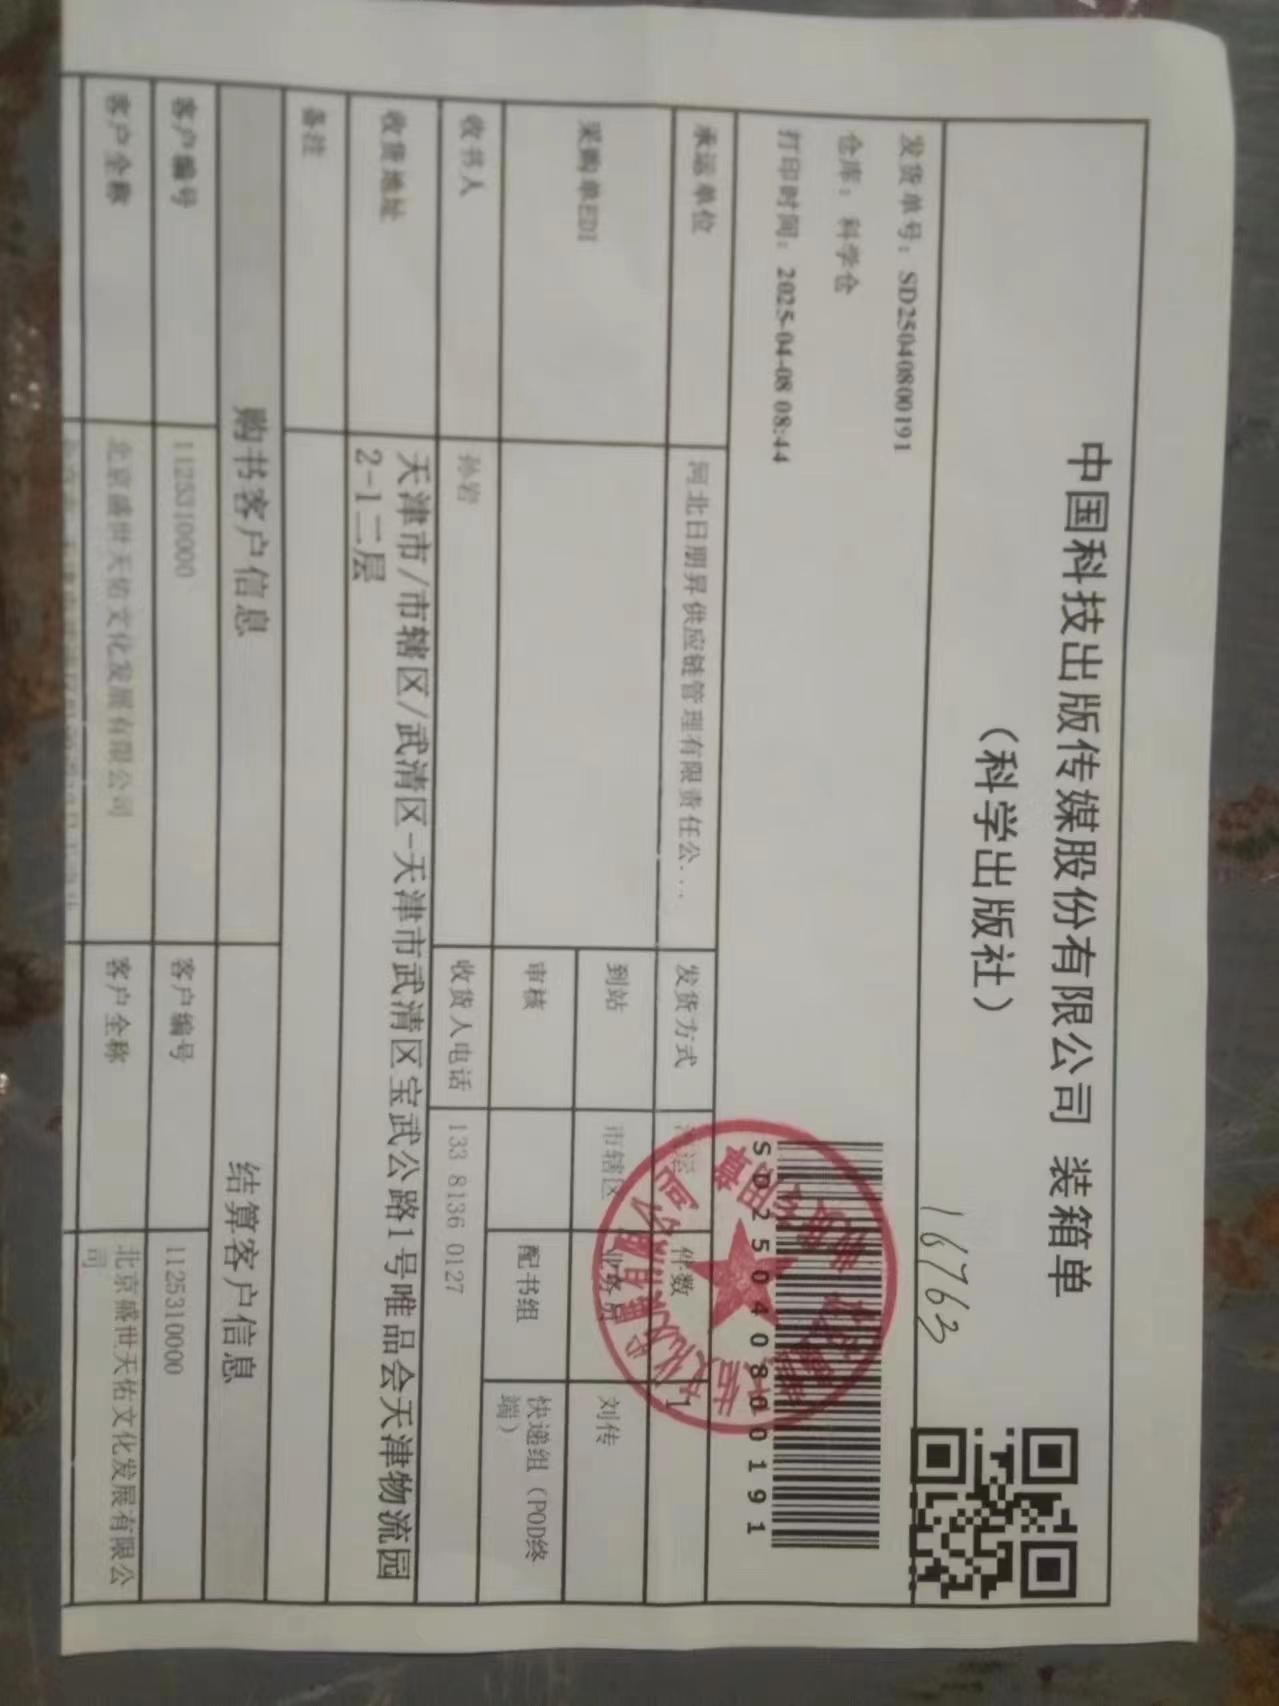 中国科技出版传媒股份有限公司 装箱单
（科学出版社）
16763
发货单号：SD25040800191
仓库：科学仓
打印时间：2025-04-08 08:44
SD25040800191
承运单位 河北日朋昇供应链管理有限责任公... 发货方式 件数 1
采购单EDI 到站 市辖区 业务员 刘传
审核 配书组 快递组（POD终端）
收书人 孙岩 收货人电话 133 8136 0127
收货地址 天津市/市辖区/武清区-天津市武清区宝武公路1号唯品会天津物流园
2-1二层
备注
购书客户信息 结算客户信息
客户编号 1125310000 客户编号 1125310000
客户全称 北京盛世天佑文化发展有限公司 客户全称 北京盛世天佑文化发展有限公
司